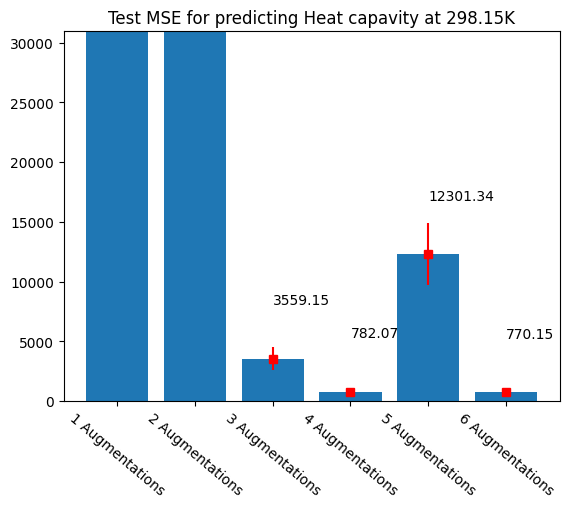 Test MSE for predicting Heat capavity at 298.15K
30000
25000
20000
15000
10000
5000
0
12301.34
3559.15
782.07
770.15
1 Augmentations
2 Augmentations
3 Augmentations
4 Augmentations
5 Augmentations
6 Augmentations